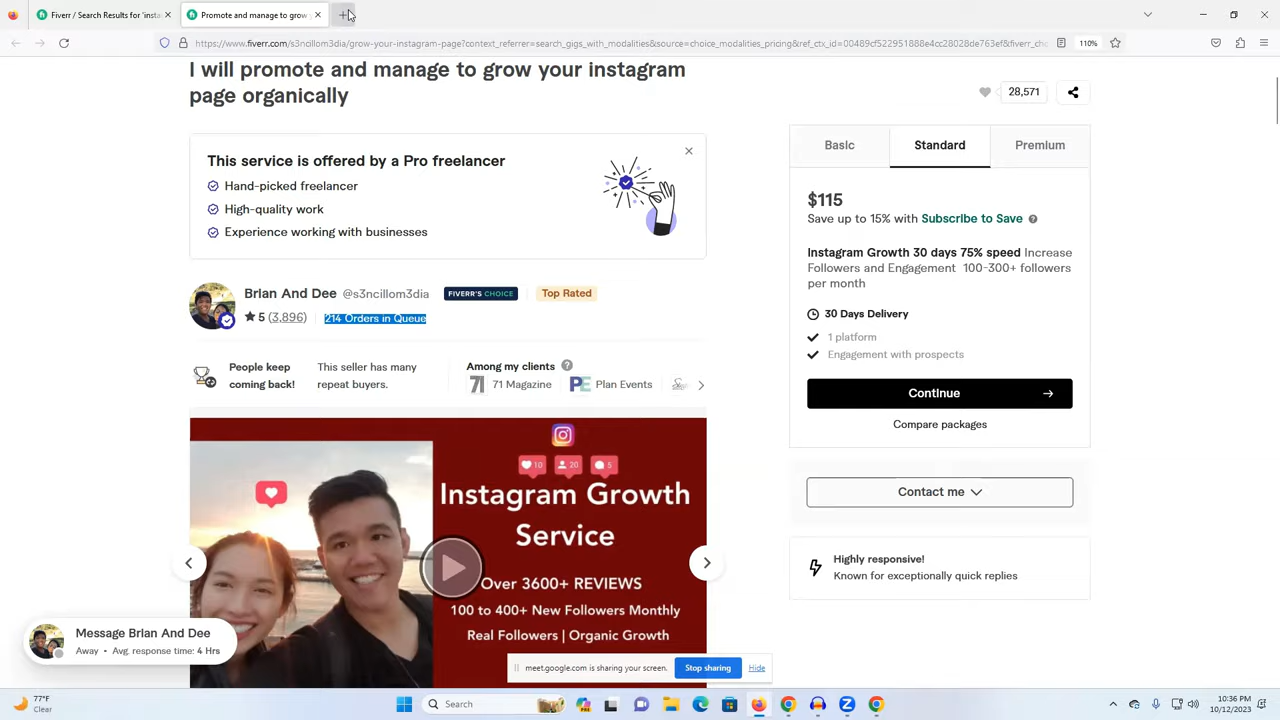 Fiverr / Search Results for 'insta
Promote and manage to grow
https://www.fiverr.com/s3ncillom3dia/grow-your-instagram-page?context_referrer=search_gigs_with_modalities&source=choice_modalities_pricing&ref_ctx_id=00489cf522951888e4cc28028de763ef&fiverr_choic
110%
I will promote and manage to grow your instagram
page organically
28,571
This service is offered by a Pro freelancer
Hand-picked freelancer
High-quality work
Experience working with businesses
Basic
Standard
Premium
$115
Save up to 15% with Subscribe to Save
Instagram Growth 30 days 75% speed Increase
Followers and Engagement 100-300+ followers
per month
30 Days Delivery
1 platform
Engagement with prospects
Continue
Compare packages
Contact me
Highly responsive!
Known for exceptionally quick replies
Brian And Dee @s3ncillom3dia FIVERR'S CHOICE Top Rated
5 (3,896) 214 Orders in Queue
People keep
coming back!
This seller has many
repeat buyers.
Among my clients
71 Magazine
PE Plan Events
10 20 5
Instagram Growth
Service
Over 3600+ REVIEWS
100 to 400+ New Followers Monthly
Real Followers | Organic Growth
Message Brian And Dee
Away • Avg. response time: 4 Hrs
meet.google.com is sharing your screen.
Stop sharing
Hide
77°F
Clear
Search
10:36 PM
10/12/2023